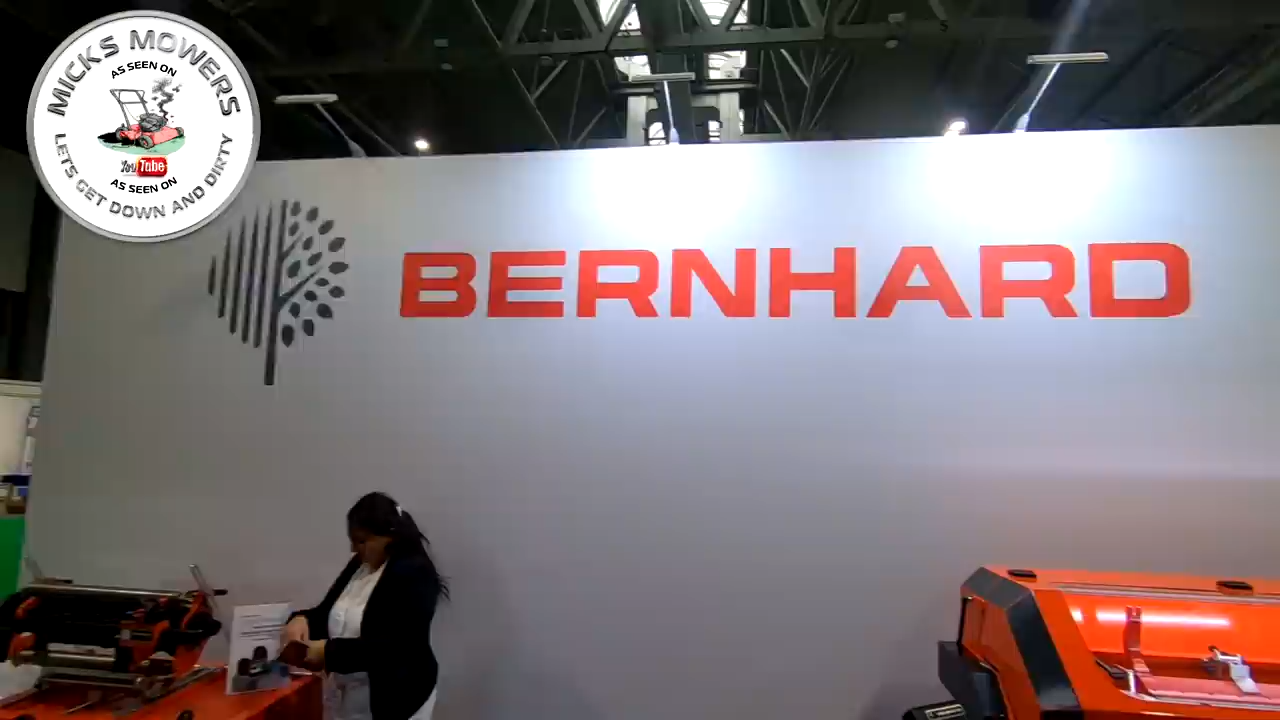 MICKS MOWERS
AS SEEN ON
YouTube
AS SEEN ON
LETS GET DOWN AND DIRTY
BERNHARD